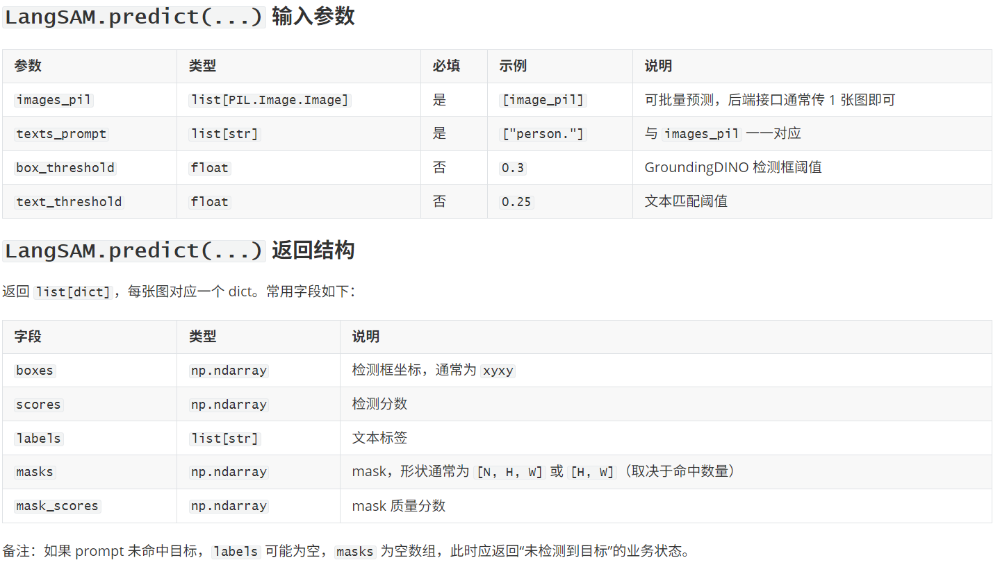 LangSAM.predict(...) 输入参数
参数 类型 必填 示例 说明
images_pil list[PIL.Image.Image] 是 [image_pil] 可批量预测，后端接口通常传 1 张图即可
texts_prompt list[str] 是 ["person."] 与 images_pil 一一对应
box_threshold float 否 0.3 GroundingDINO 检测框阈值
text_threshold float 否 0.25 文本匹配阈值
LangSAM.predict(...) 返回结构
返回 list[dict]，每张图对应一个 dict。常用字段如下：
字段 类型 说明
boxes np.ndarray 检测框坐标，通常为 xyxy
scores np.ndarray 检测分数
labels list[str] 文本标签
masks np.ndarray mask，形状通常为 [N, H, W] 或 [H, W]（取决于命中数量）
mask_scores np.ndarray mask 质量分数
备注：如果 prompt 未命中目标，labels 可能为空，masks 为空数组，此时应返回“未检测到目标”的业务状态。